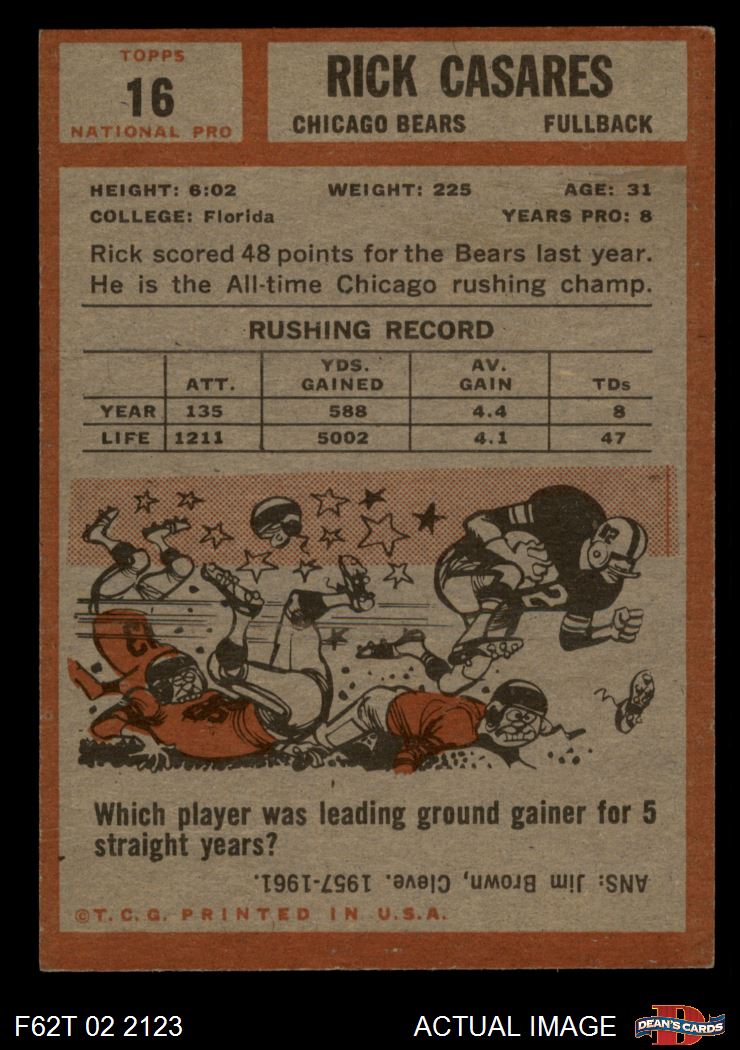 TOPPS
16
NATIONAL PRO
RICK CASARES
CHICAGO BEARS FULLBACK
HEIGHT: 6:02 WEIGHT: 225 AGE: 31
COLLEGE: Florida YEARS PRO: 8
Rick scored 48 points for the Bears last year.
He is the All-time Chicago rushing champ.
RUSHING RECORD
ATT. YDS. GAINED AV. GAIN TDs
YEAR 135 588 4.4 8
LIFE 1211 5002 4.1 47
Which player was leading ground gainer for 5
straight years?
ANS: Jim Brown, Cleve. 1957-1961.
©T.C.G. PRINTED IN U.S.A.
F62T 02 2123 ACTUAL IMAGE
D
DEAN'S CARDS